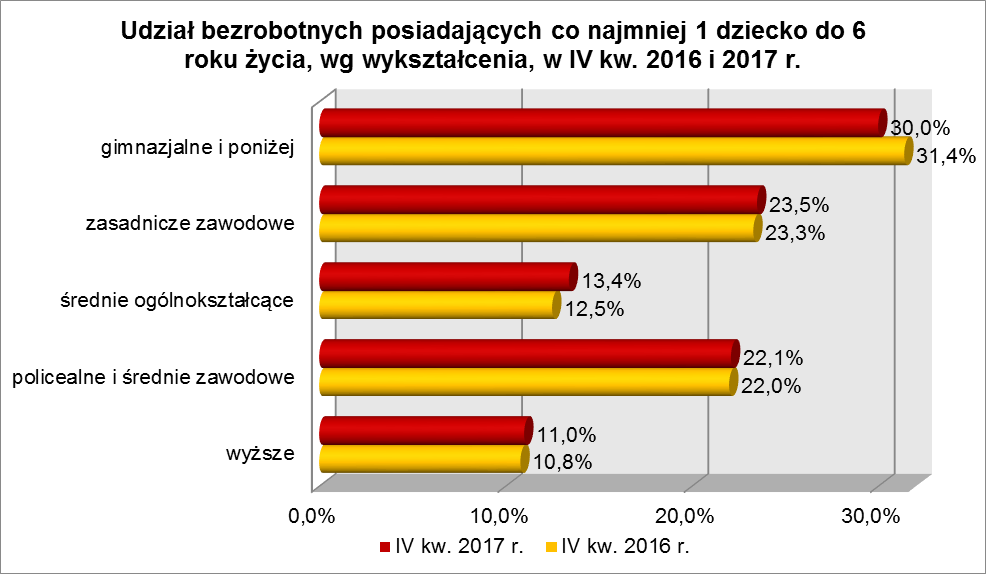 Udział bezrobotnych posiadających co najmniej 1 dziecko do 6
roku życia, wg wykształcenia, w IV kw. 2016 i 2017 r.
gimnazjalne i poniżej
30,0%
31,4%
zasadnicze zawodowe
23,5%
23,3%
średnie ogólnokształcące
13,4%
12,5%
policealne i średnie zawodowe
22,1%
22,0%
wyższe
11,0%
10,8%
0,0% 10,0% 20,0% 30,0%
IV kw. 2017 r. IV kw. 2016 r.